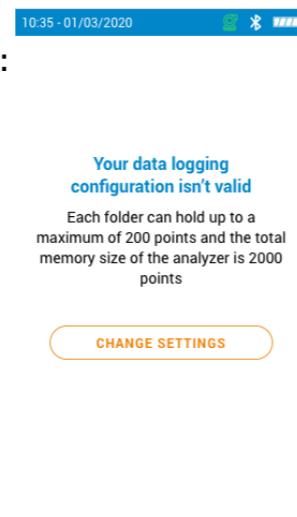 10:35 - 01/03/2020
:
Your data logging
configuration isn't valid
Each folder can hold up to a
maximum of 200 points and the total
memory size of the analyzer is 2000
points
CHANGE SETTINGS